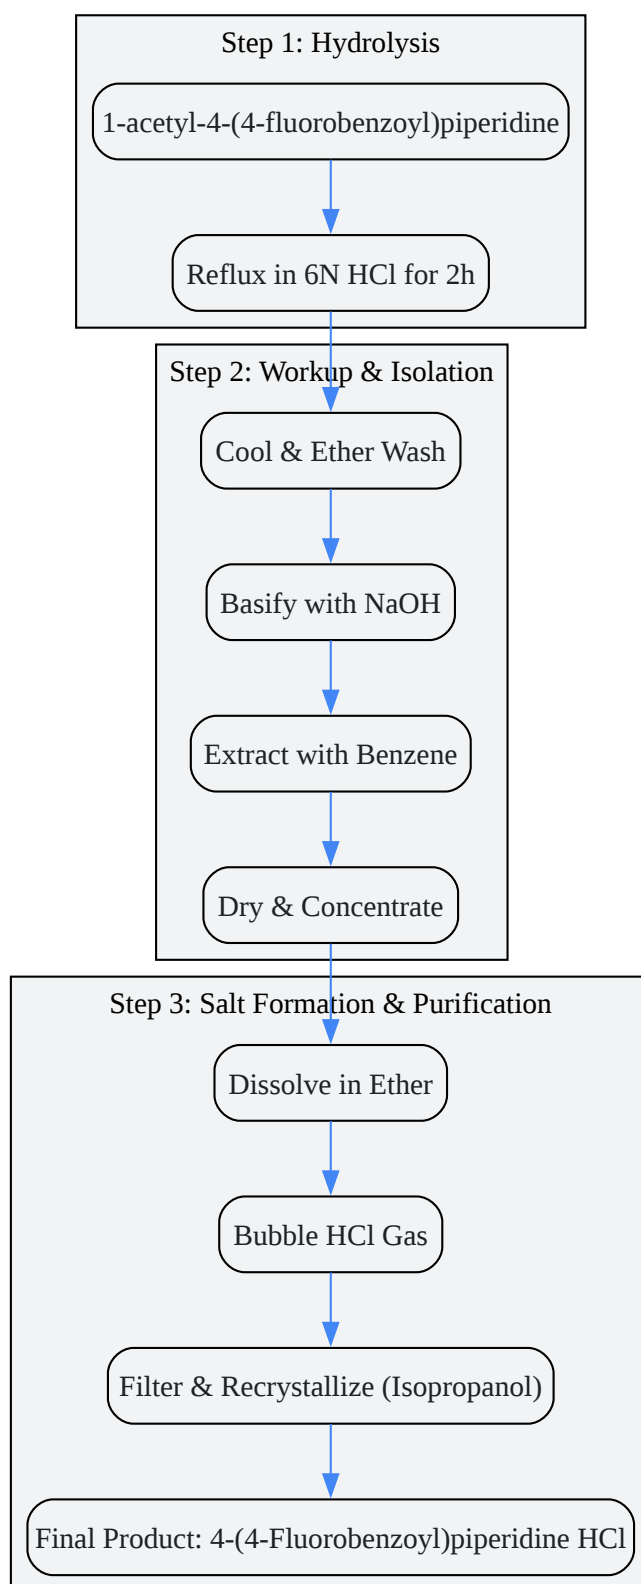 Step 1: Hydrolysis
1-acetyl-4-(4-fluorobenzoyl)piperidine
Reflux in 6N HCl for 2h
Step 2: Workup & Isolation
Cool & Ether Wash
Basify with NaOH
Extract with Benzene
Dry & Concentrate
Step 3: Salt Formation & Purification
Dissolve in Ether
Bubble HCl Gas
Filter & Recrystallize (Isopropanol)
Final Product: 4-(4-Fluorobenzoyl)piperidine HCl